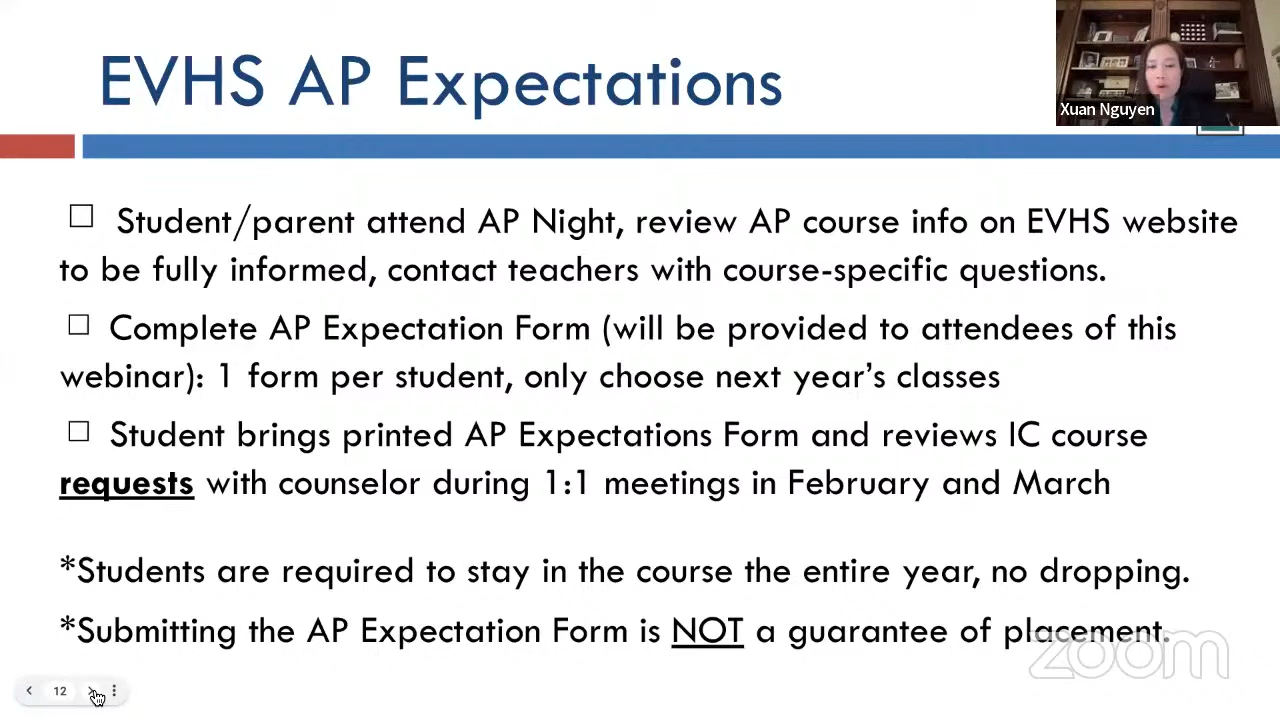 EVHS AP Expectations
Xuan Nguyen
☐ Student/parent attend AP Night, review AP course info on EVHS website
to be fully informed, contact teachers with course-specific questions.
☐ Complete AP Expectation Form (will be provided to attendees of this
webinar): 1 form per student, only choose next year's classes
☐ Student brings printed AP Expectations Form and reviews IC course
requests with counselor during 1:1 meetings in February and March
*Students are required to stay in the course the entire year, no dropping.
*Submitting the AP Expectation Form is NOT a guarantee of placement.
zoom
12